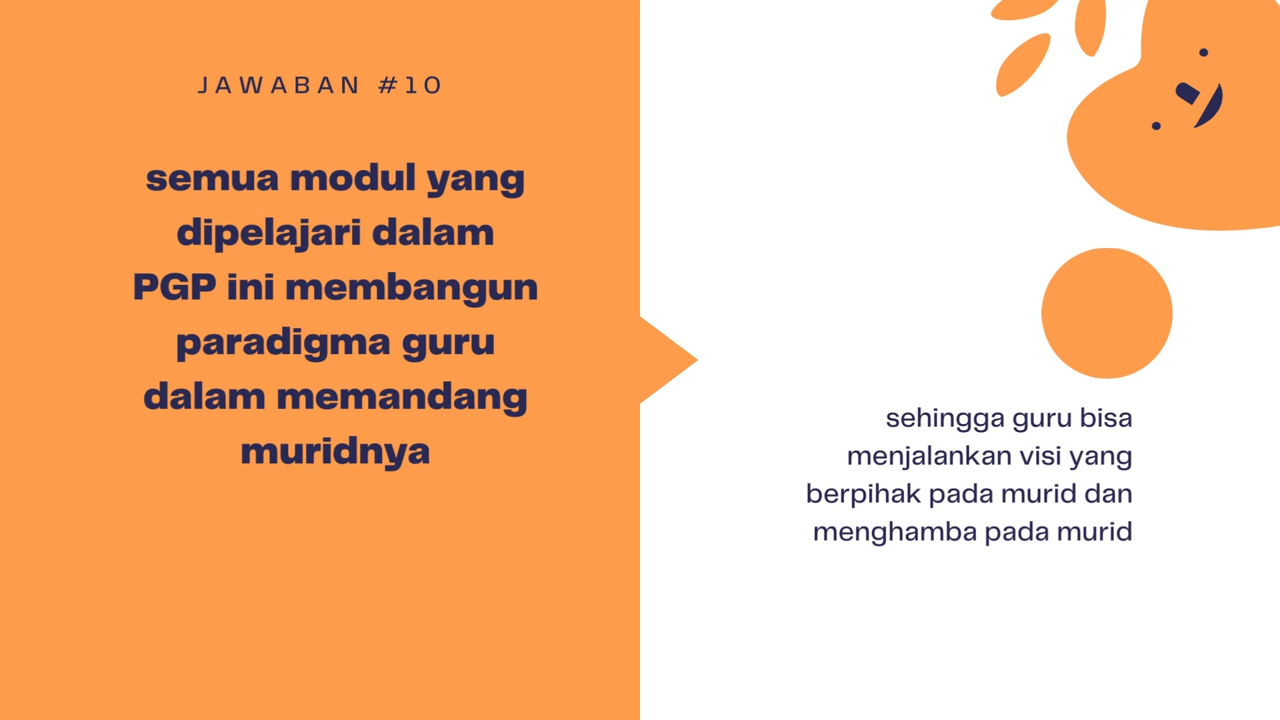 JAWABAN #10
semua modul yang
dipelajari dalam
PGP ini membangun
paradigma guru
dalam memandang
muridnya
sehingga guru bisa
menjalankan visi yang
berpihak pada murid dan
menghamba pada murid